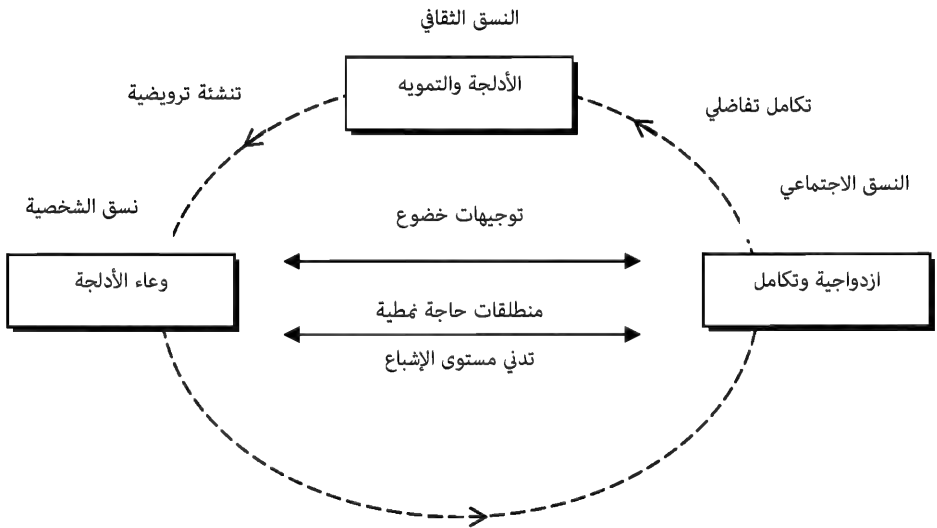 النسق الثقافي
الأدلجة والتمويه
تكامل تفاضلي
تنشئة ترويضية
النسق الاجتماعي
نسق الشخصية
توجيهات خضوع
ازدواجية وتكامل
وعاء الأدلجة
منطلقات حاجة نمطية
تدني مستوى الإشباع